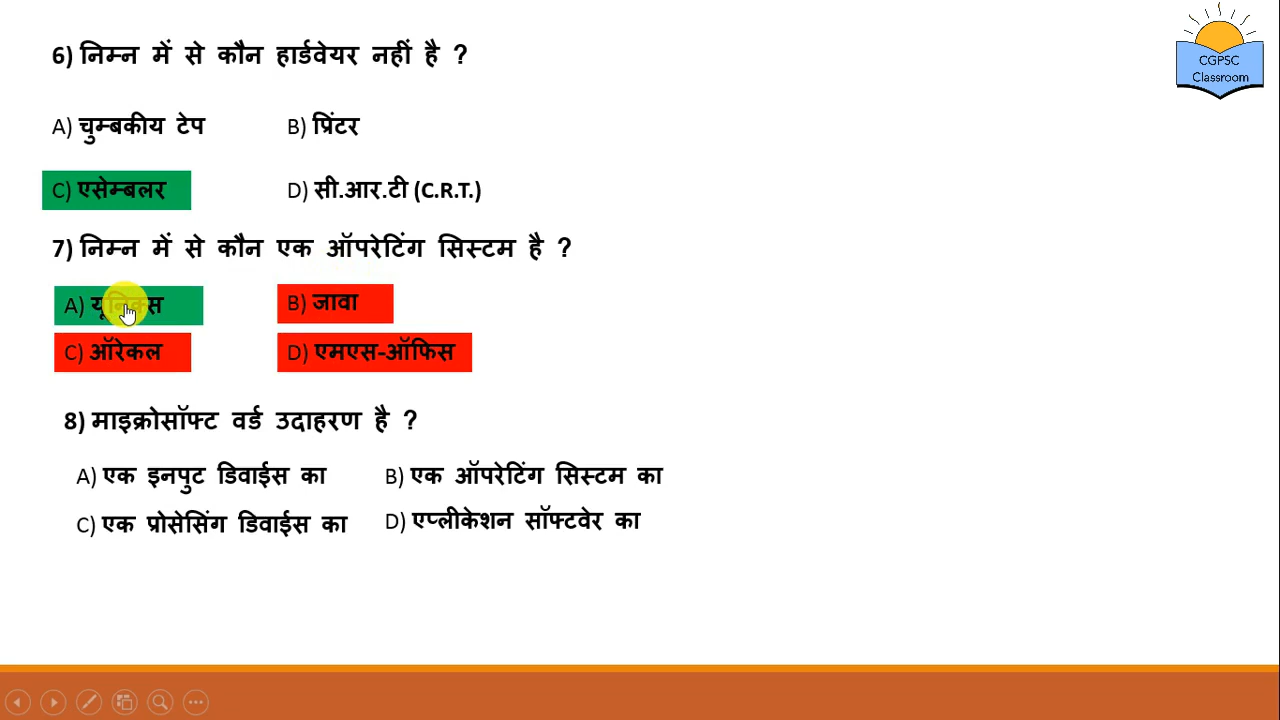 6) निम्न में से कौन हार्डवेयर नहीं है ?
CGPSC
Classroom
A) चुम्बकीय टेप B) प्रिंटर
C) एसेम्बलर D) सी.आर.टी (C.R.T.)
7) निम्न में से कौन एक ऑपरेटिंग सिस्टम है ?
A) यूनिक्स B) जावा
C) ऑरेकल D) एमएस-ऑफिस
8) माइक्रोसॉफ्ट वर्ड उदाहरण है ?
A) एक इनपुट डिवाईस का B) एक ऑपरेटिंग सिस्टम का
C) एक प्रोसेसिंग डिवाईस का D) एप्लीकेशन सॉफ्टवेर का